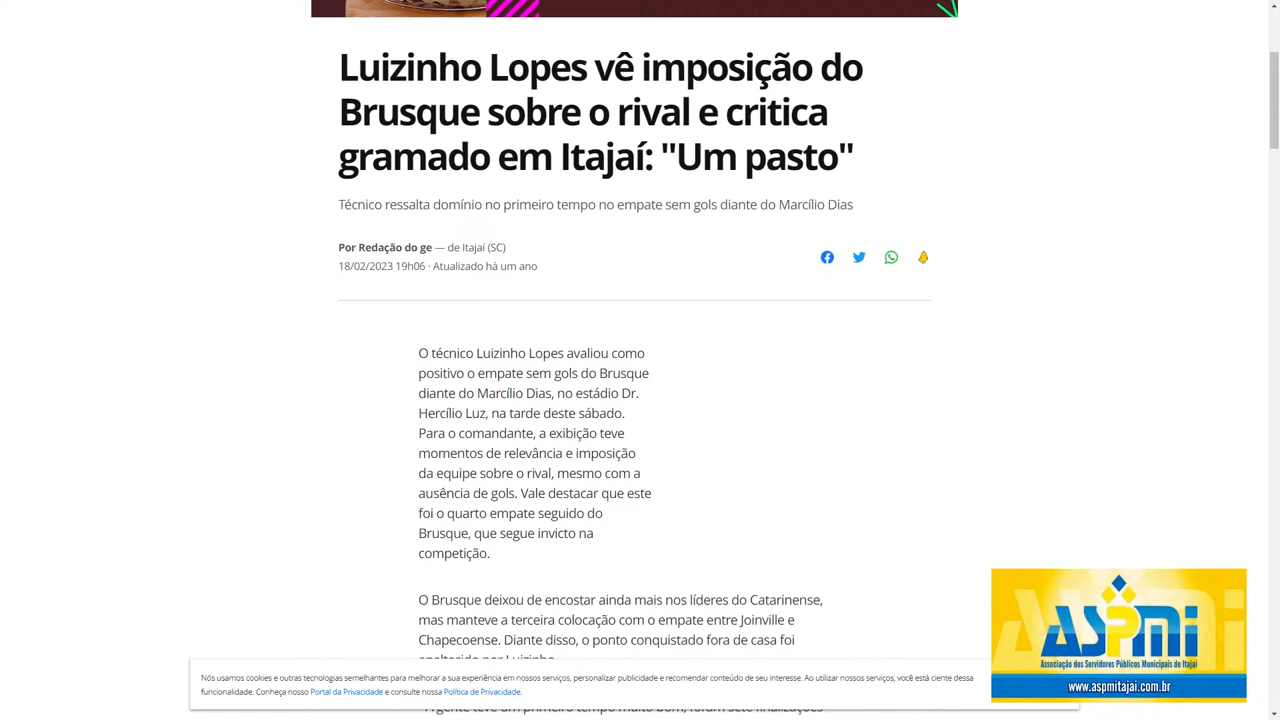 Luizinho Lopes vê imposição do
Brusque sobre o rival e critica
gramado em Itajaí: "Um pasto"
Técnico ressalta domínio no primeiro tempo no empate sem gols diante do Marcílio Dias
Por Redação do ge — de Itajaí (SC)
18/02/2023 19h06 · Atualizado há um ano
O técnico Luizinho Lopes avaliou como
positivo o empate sem gols do Brusque
diante do Marcílio Dias, no estádio Dr.
Hercílio Luz, na tarde deste sábado.
Para o comandante, a exibição teve
momentos de relevância e imposição
da equipe sobre o rival, mesmo com a
ausência de gols. Vale destacar que este
foi o quarto empate seguido do
Brusque, que segue invicto na
competição.
O Brusque deixou de encostar ainda mais nos líderes do Catarinense,
mas manteve a terceira colocação com o empate entre Joinville e
Chapecoense. Diante disso, o ponto conquistado fora de casa foi
Nós usamos cookies e outras tecnologias semelhantes para melhorar a sua experiência em nossos serviços, personalizar publicidade e recomendar conteúdo de seu interesse. Ao utilizar nossos serviços, você está ciente dessa
funcionalidade. Conheça nosso Portal da Privacidade e consulte nossa Política de Privacidade.
ASPMI
Associação dos Servidores Públicos Municipais de Itajaí
www.aspmitajai.com.br